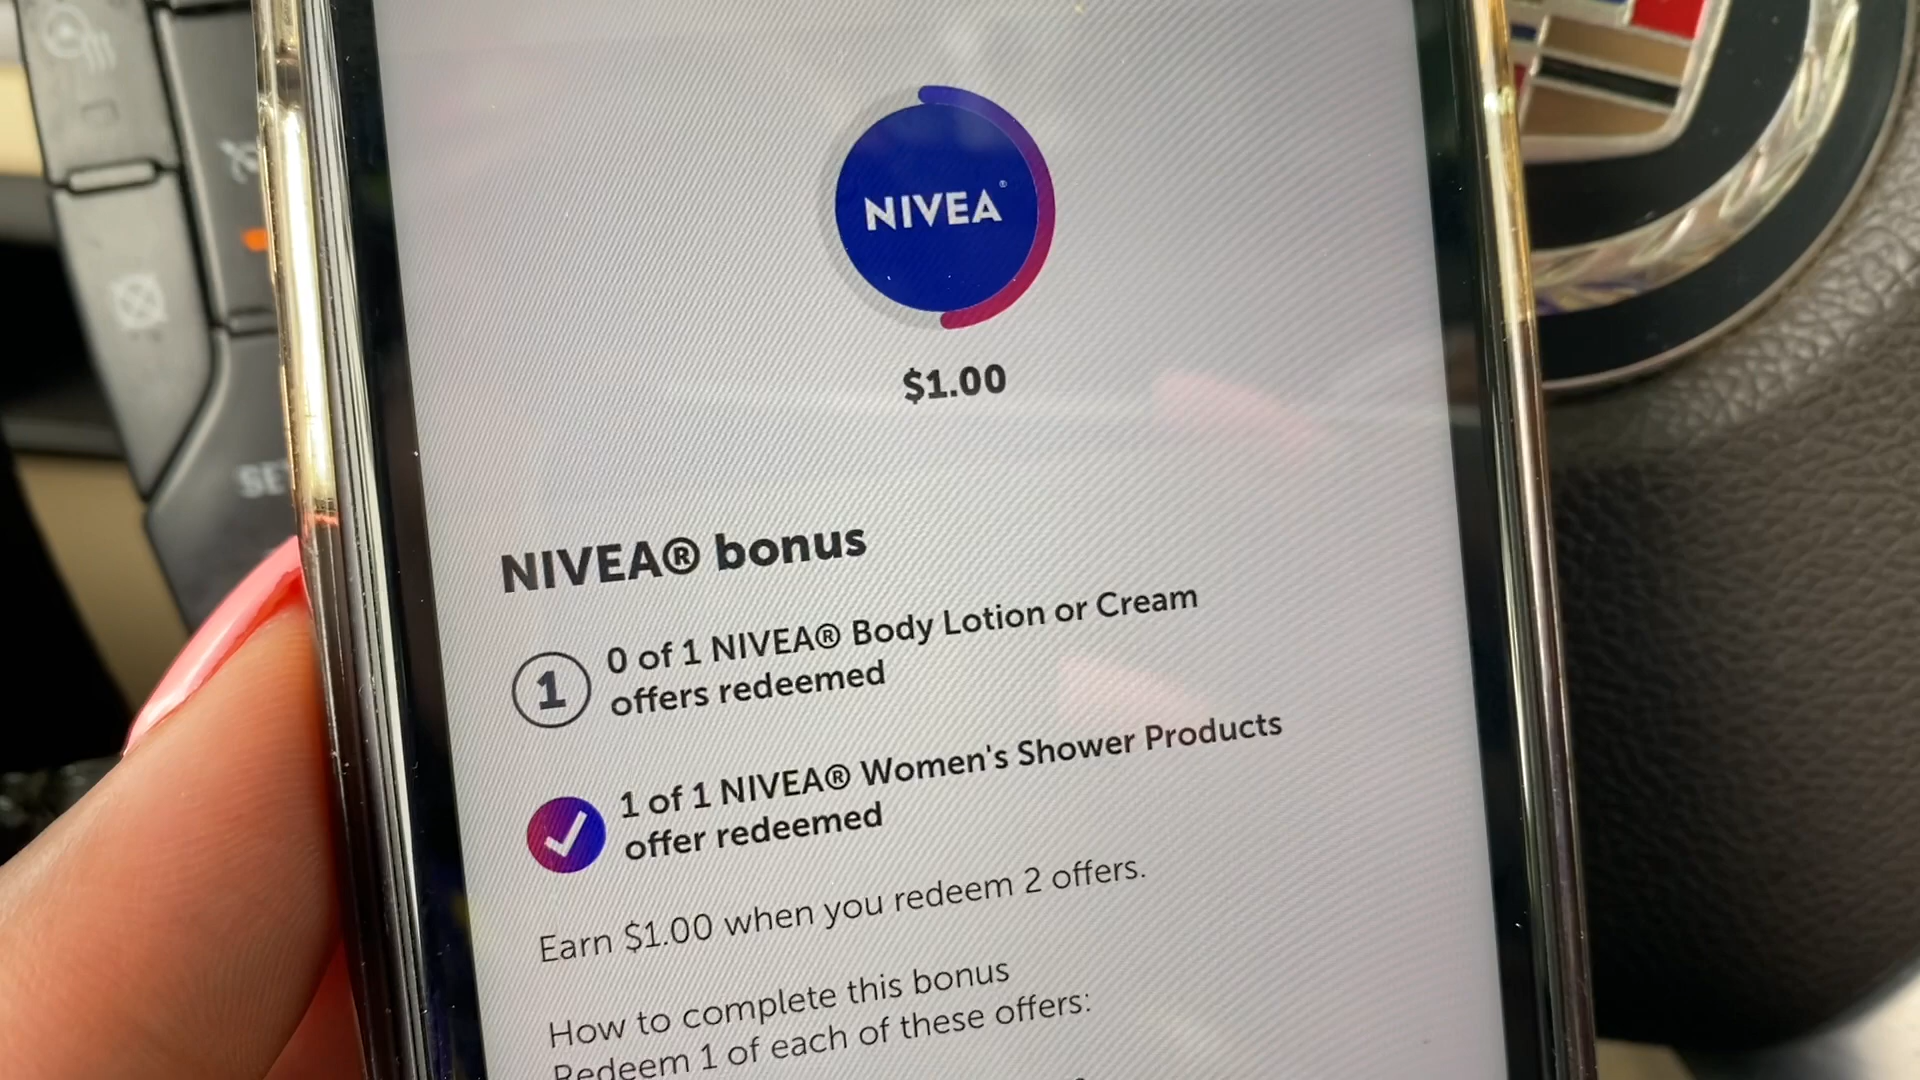 NIVEA®
$1.00
NIVEA® bonus
1
0 of 1 NIVEA® Body Lotion or Cream
offers redeemed
1 of 1 NIVEA® Women's Shower Products
offer redeemed
Earn $1.00 when you redeem 2 offers.
How to complete this bonus
Redeem 1 of each of these offers: